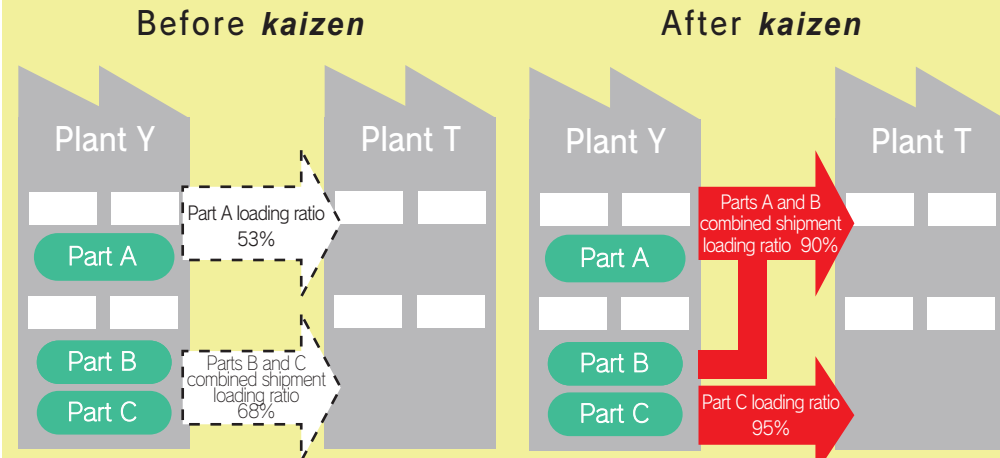 Before kaizen
Plant Y
Plant T
Part A loading ratio
53%
Part A
Part B
Part C
Parts B and C
combined shipment
loading ratio
68%
After kaizen
Plant Y
Plant T
Parts A and B
combined shipment
loading ratio 90%
Part A
Part B
Part C
Part C loading ratio
95%